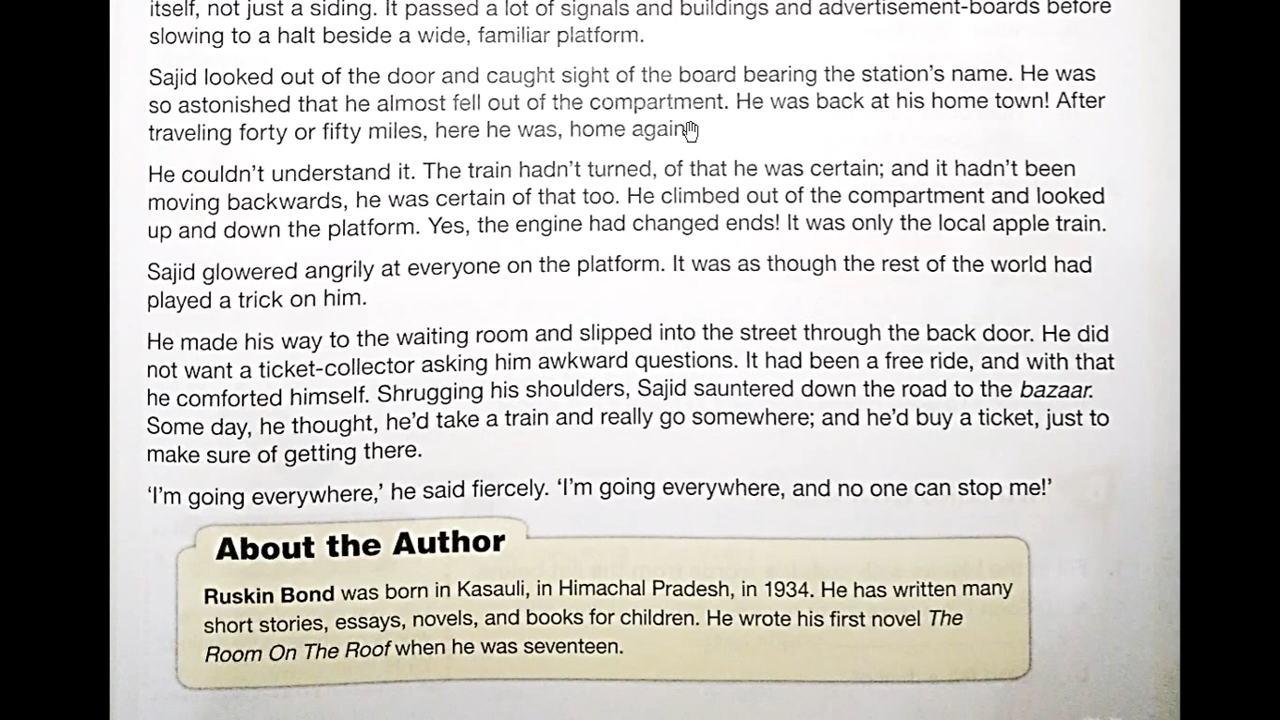 itself, not just a siding. It passed a lot of signals and buildings and advertisement-boards before
slowing to a halt beside a wide, familiar platform.
Sajid looked out of the door and caught sight of the board bearing the station's name. He was
so astonished that he almost fell out of the compartment. He was back at his home town! After
traveling forty or fifty miles, here he was, home again
He couldn't understand it. The train hadn't turned, of that he was certain; and it hadn't been
moving backwards, he was certain of that too. He climbed out of the compartment and looked
up and down the platform. Yes, the engine had changed ends! It was only the local apple train.
Sajid glowered angrily at everyone on the platform. It was as though the rest of the world had
played a trick on him.
He made his way to the waiting room and slipped into the street through the back door. He did
not want a ticket-collector asking him awkward questions. It had been a free ride, and with that
he comforted himself. Shrugging his shoulders, Sajid sauntered down the road to the bazaar.
Some day, he thought, he'd take a train and really go somewhere; and he'd buy a ticket, just to
make sure of getting there.
'I'm going everywhere,' he said fiercely. 'I'm going everywhere, and no one can stop me!'
About the Author
Ruskin Bond was born in Kasauli, in Himachal Pradesh, in 1934. He has written many
short stories, essays, novels, and books for children. He wrote his first novel The
Room On The Roof when he was seventeen.